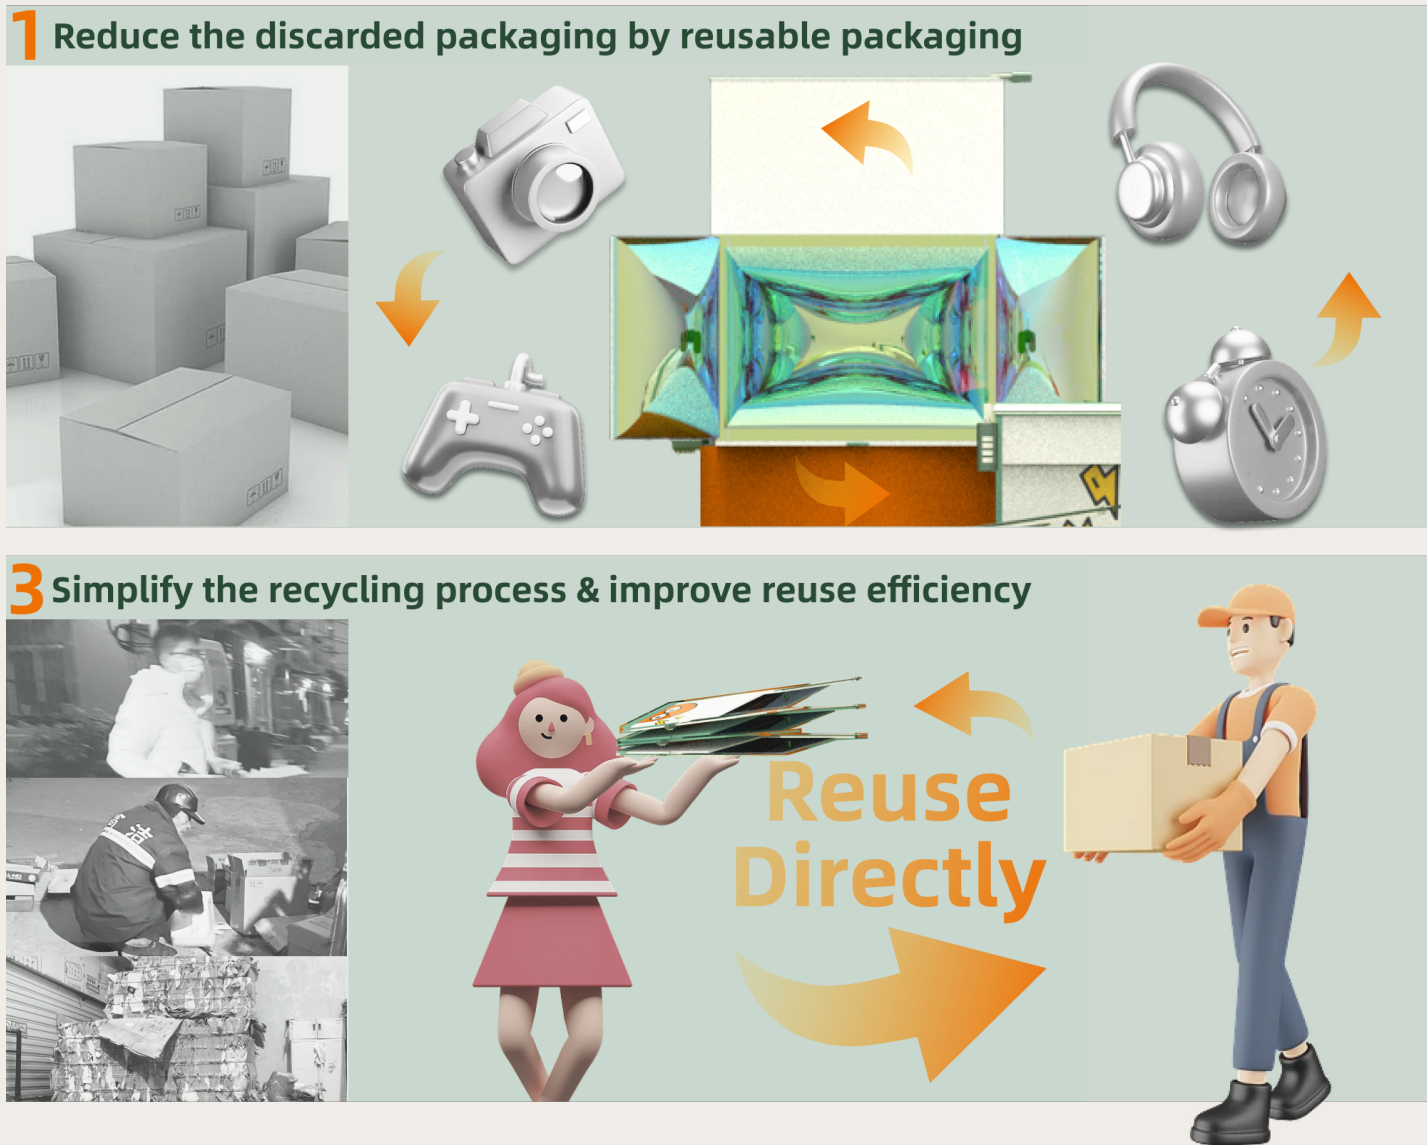 1 Reduce the discarded packaging by reusable packaging
3 Simplify the recycling process & improve reuse efficiency
Reuse
Directly